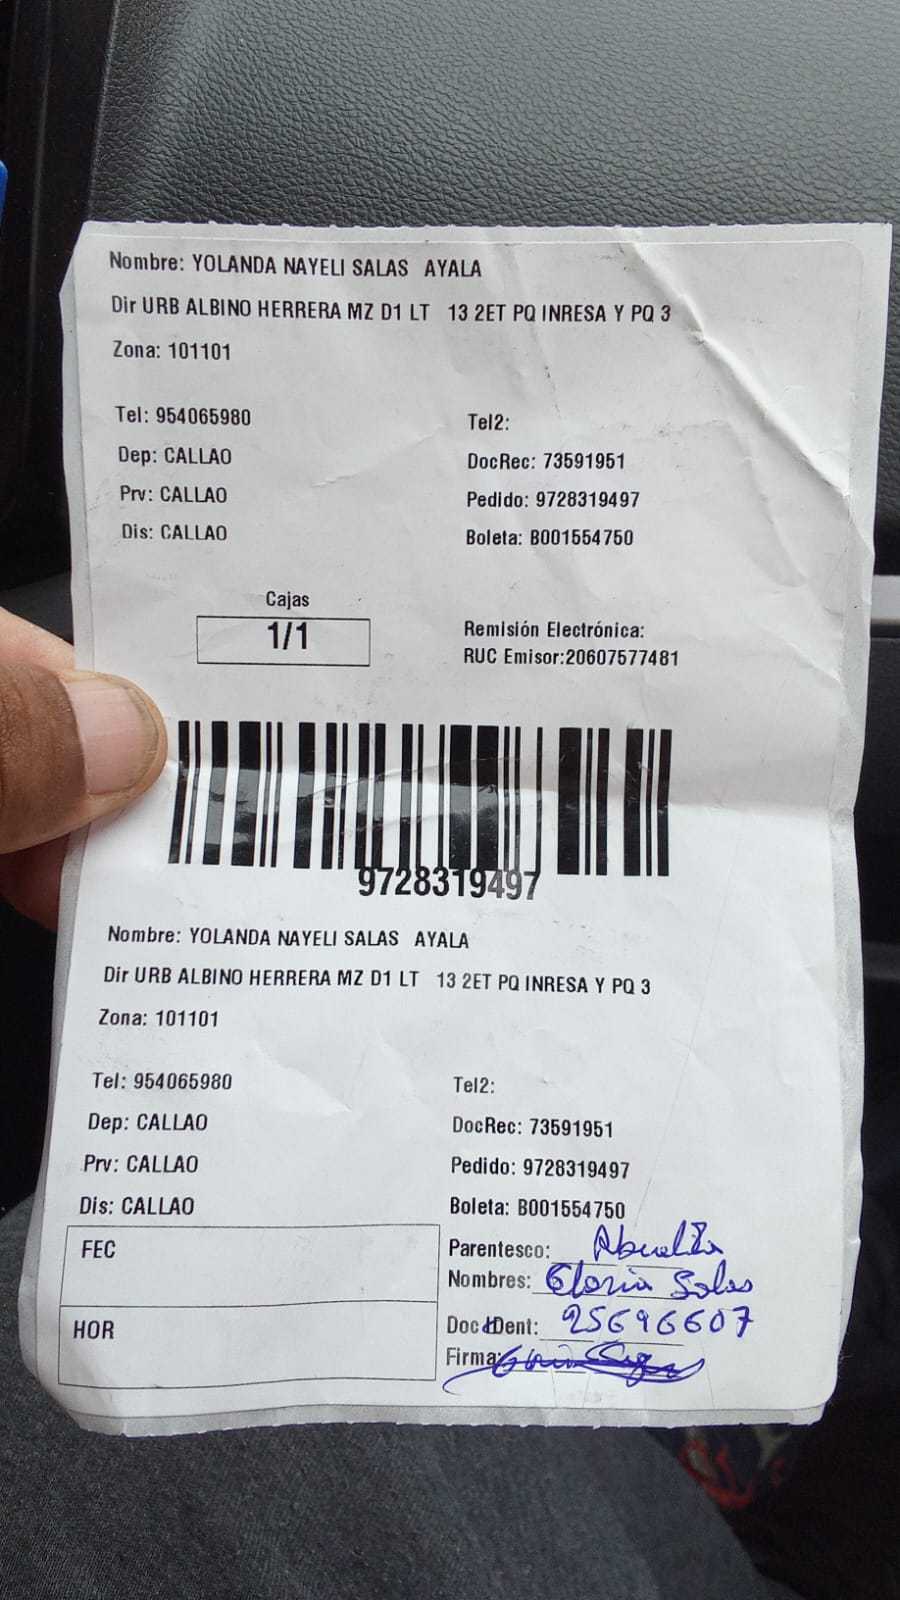 Nombre: YOLANDA NAYELI SALAS AYALA
Dir URB ALBINO HERRERA MZ D1 LT 13 2ET PQ INRESA Y PQ 3
Zona: 101101
Tel: 954065980 Tel2:
Dep: CALLAO DocRec: 73591951
Prv: CALLAO Pedido: 9728319497
Dis: CALLAO Boleta: B001554750
Cajas
1/1
Remisión Electrónica:
RUC Emisor:20607577481
9728319497
Nombre: YOLANDA NAYELI SALAS AYALA
Dir URB ALBINO HERRERA MZ D1 LT 13 2ET PQ INRESA Y PQ 3
Zona: 101101
Tel: 954065980 Tel2:
Dep: CALLAO DocRec: 73591951
Prv: CALLAO Pedido: 9728319497
Dis: CALLAO Boleta: B001554750
FEC
HOR
Parentesco: Abuelita
Nombres: Gloria Salas
Doc IDent: 25696607
Firma: